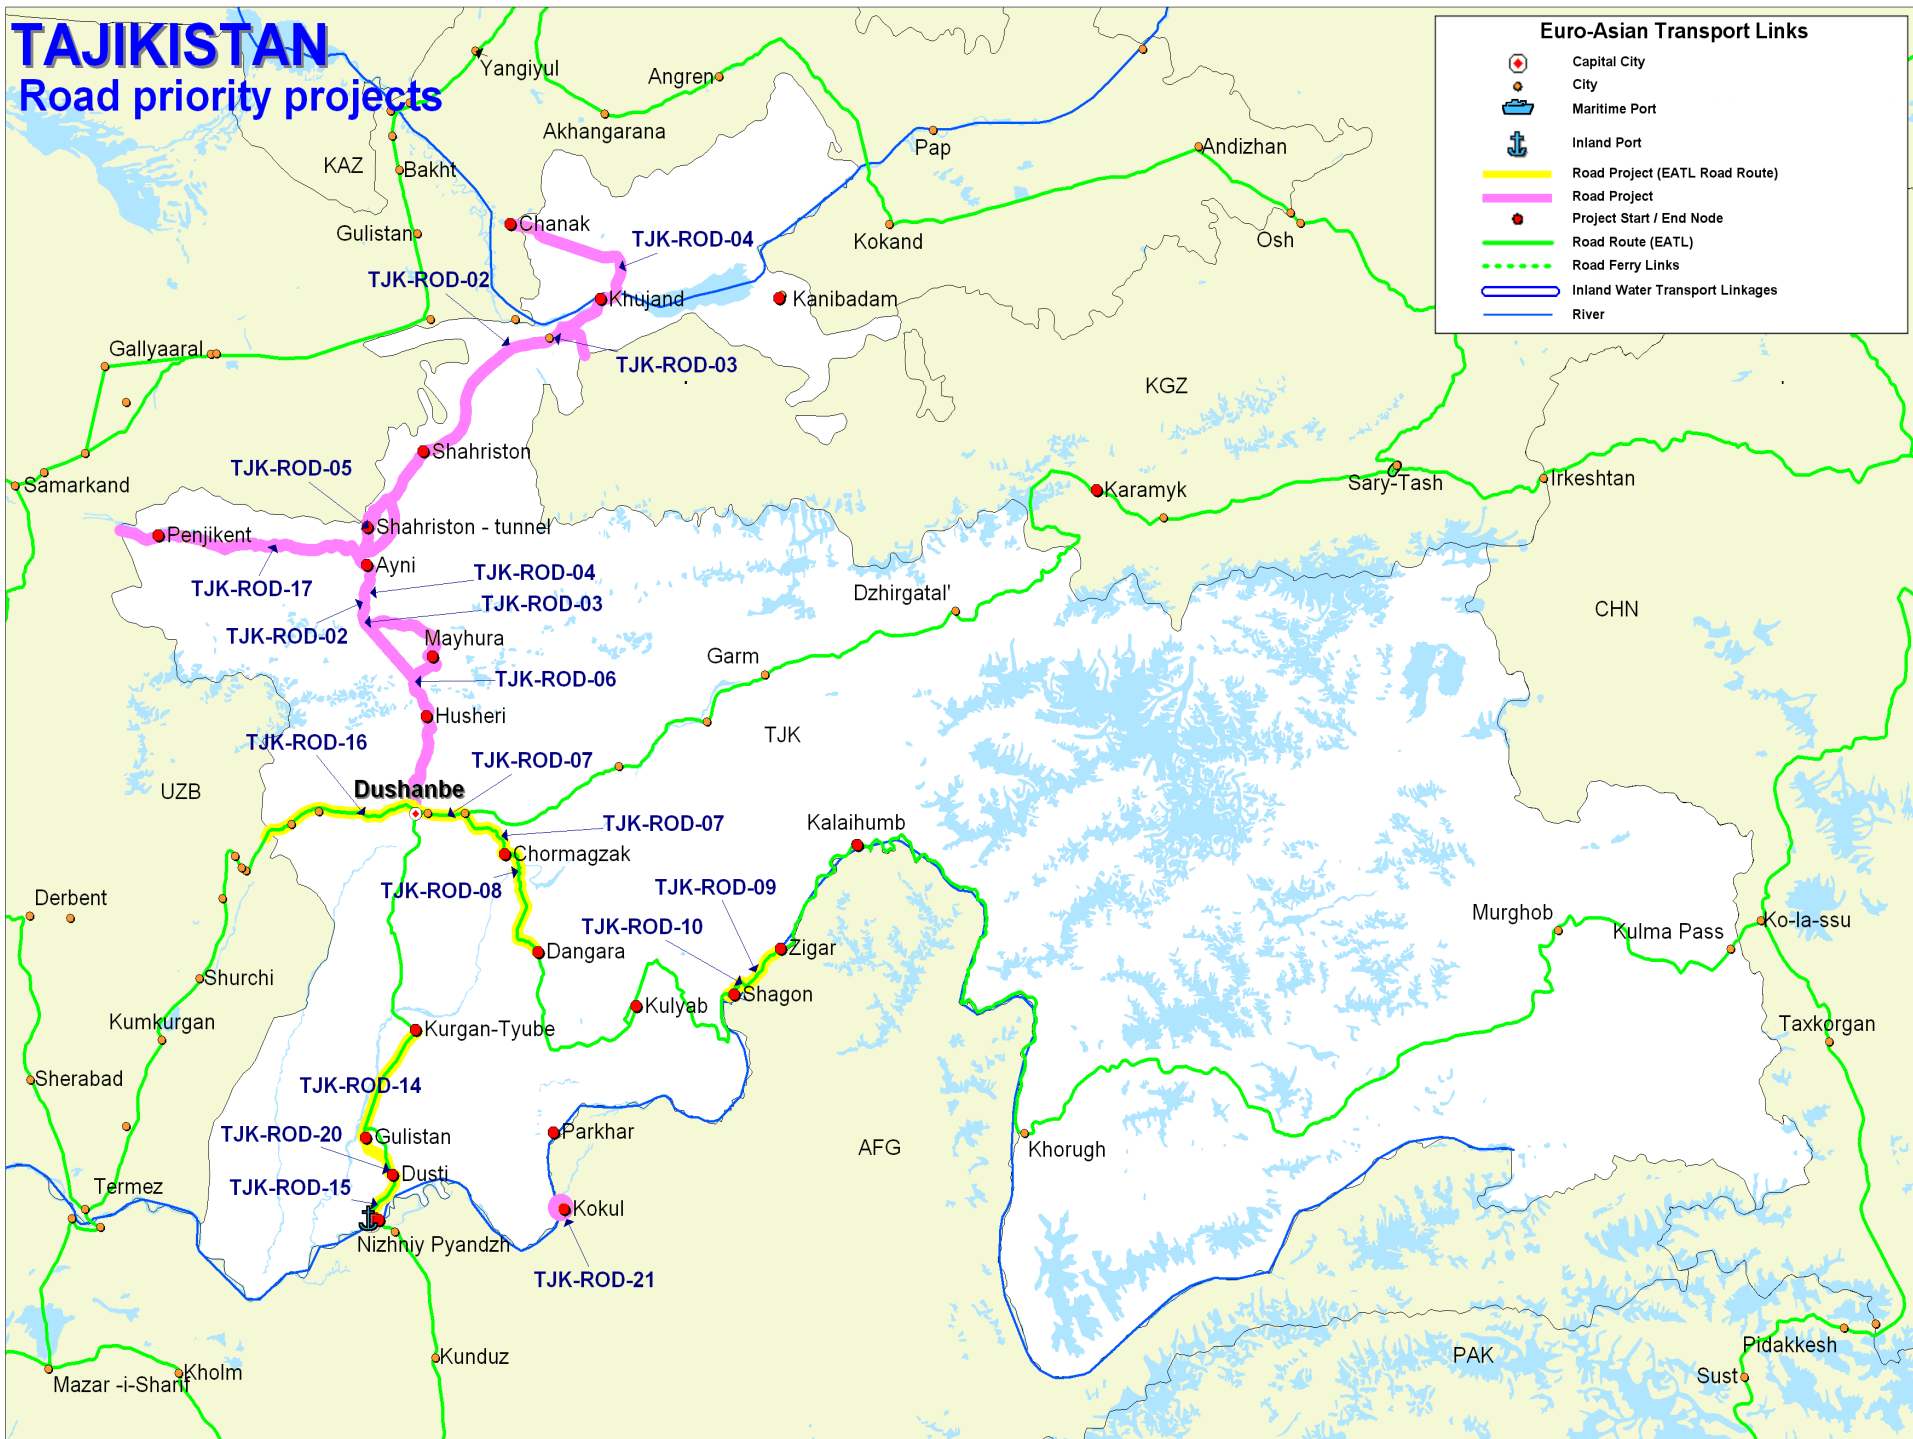 TAJIKISTAN
Road priority projects
Euro-Asian Transport Links
Capital City
City
Maritime Port
Inland Port
Road Project (EATL Road Route)
Road Project
Project Start / End Node
Road Route (EATL)
Road Ferry Links
Inland Water Transport Linkages
River
Yangiyul
Angren
Akhangarana
KAZ
Bakht
Pap
Andizhan
Chanak
Gulistan
TJK-ROD-04
Kokand
Osh
TJK-ROD-02
Khujand
Kanibadam
Gallyaaral
TJK-ROD-03
KGZ
Shahriston
TJK-ROD-05
Samarkand
Karamyk
Sary-Tash
Irkeshtan
Shahriston - tunnel
Penjikent
Ayni
TJK-ROD-04
TJK-ROD-17
TJK-ROD-03
Dzhirgatal'
CHN
TJK-ROD-02
Mayhura
Garm
TJK-ROD-06
Husheri
TJK-ROD-16
TJK
TJK-ROD-07
UZB
Dushanbe
TJK-ROD-07
Kalaihumb
Chormagzak
TJK-ROD-08
TJK-ROD-09
Derbent
Murghob
Ko-la-ssu
TJK-ROD-10
Kulma Pass
Dangara
Zigar
Shurchi
Shagon
Kulyab
Kumkurgan
Kurgan-Tyube
Taxkorgan
Sherabad
TJK-ROD-14
TJK-ROD-20
Gulistan
Parkhar
AFG
Khorugh
Dusti
Termez
TJK-ROD-15
Kokul
Nizhniy Pyandzh
TJK-ROD-21
Pidakkesh
Kunduz
PAK
Kholm
Sust
Mazar -i-Sharif